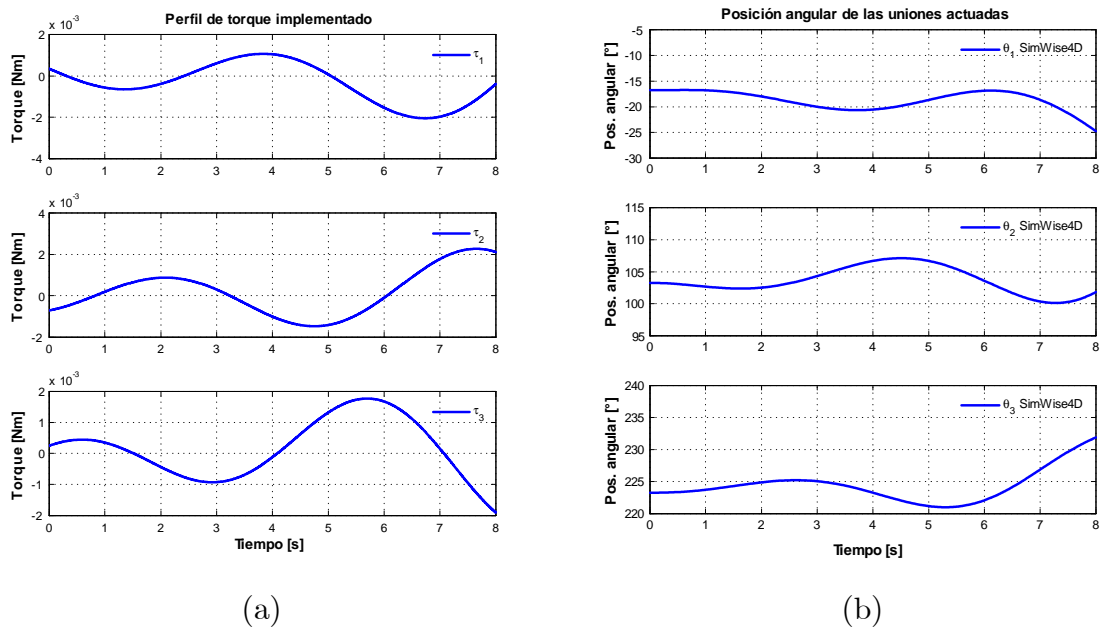 Perfil de torque implementado
x 10⁻³
Torque [Nm]
2
0
-2
-4
τ₁
0 1 2 3 4 5 6 7 8
x 10⁻³
Torque [Nm]
4
2
0
-2
τ₂
0 1 2 3 4 5 6 7 8
x 10⁻³
Torque [Nm]
2
1
0
-1
-2
τ₃
0 1 2 3 4 5 6 7 8
Tiempo [s]
(a)
Posición angular de las uniones actuadas
Pos. angular [°]
-5
-10
-15
-20
-25
-30
θ₁ SimWise4D
0 1 2 3 4 5 6 7 8
Pos. angular [°]
115
110
105
100
95
θ₂ SimWise4D
0 1 2 3 4 5 6 7 8
Pos. angular [°]
240
235
230
225
220
θ₃ SimWise4D
0 1 2 3 4 5 6 7 8
Tiempo [s]
(b)